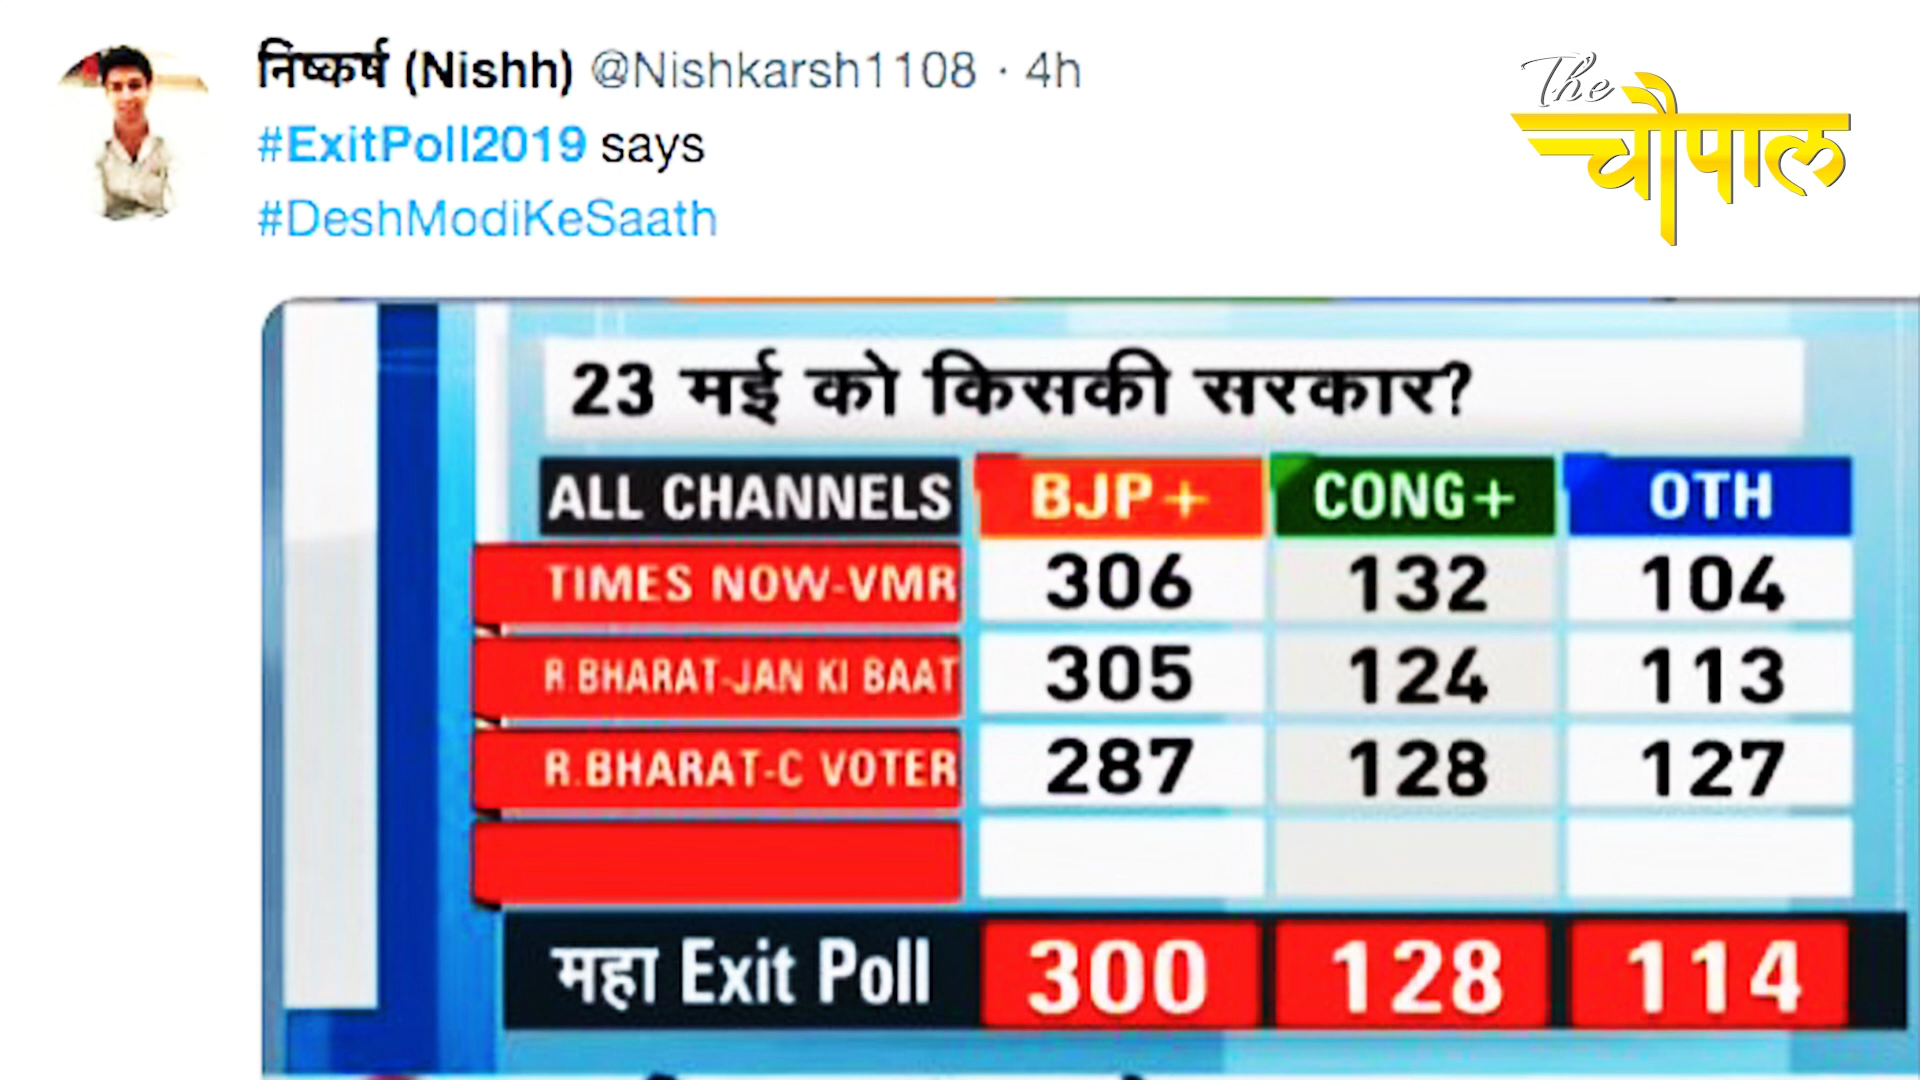 निष्कर्ष (Nishh) @Nishkarsh1108 · 4h
#ExitPoll2019 says
#DeshModiKeSaath
The
चौपाल
23 मई को किसकी सरकार?
ALL CHANNELS BJP+ CONG+ OTH
TIMES NOW-VMR 306 132 104
R.BHARAT-JAN KI BAAT 305 124 113
R.BHARAT-C VOTER 287 128 127
महा Exit Poll 300 128 114